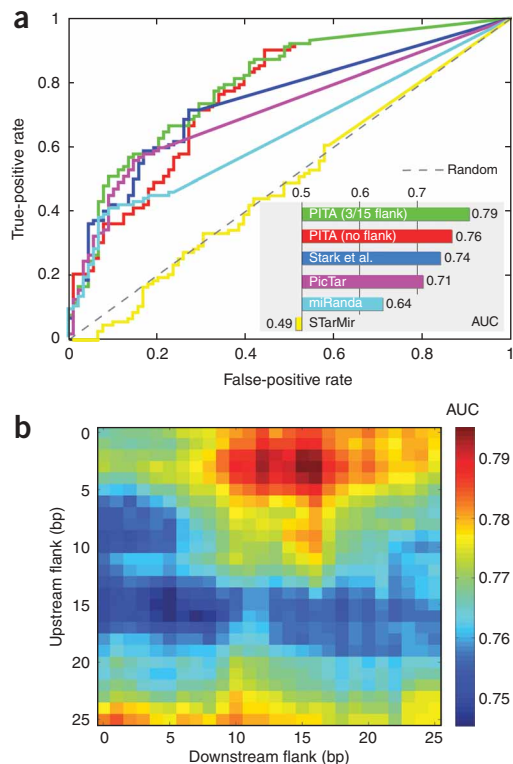 a
True-positive rate
1
0.8
0.6
0.4
0.2
0
0 0.2 0.4 0.6 0.8 1
False-positive rate
Random
0.5 0.6 0.7
PITA (3/15 flank) 0.79
PITA (no flank) 0.76
Stark et al. 0.74
PicTar 0.71
miRanda 0.64
0.49 STarMir AUC
b
AUC
Upstream flank (bp)
0
5
10
15
20
25
0 5 10 15 20 25
Downstream flank (bp)
0.79
0.78
0.77
0.76
0.75